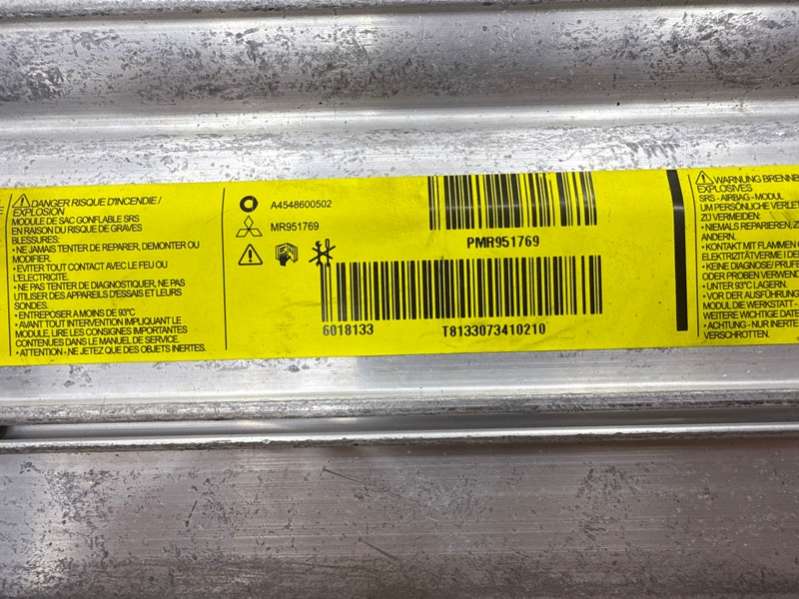 DANGER RISQUE D'INCENDIE /
EXPLOSION
MODULE DE SAC GONFLABLE SRS
EN RAISON DU RISQUE DE GRAVES
BLESSURES:
• NE JAMAIS TENTER DE REPARER, DEMONTER OU
MODIFIER.
• EVITER TOUT CONTACT AVEC LE FEU OU
L'ELECTRICITE.
• NE PAS TENTER DE DIAGNOSTIQUER, NE PAS
UTILISER DES APPAREILS D'ESSAIS ET LEURS
SONDES.
• ENTREPOSER A MOINS DE 93°C
• AVANT TOUT INTERVENTION IMPLIQUANT LE
MODULE, LIRE LES CONSIGNES IMPORTANTES
CONTENUES DANS LE MANUEL DE SERVICE.
• ATTENTION - NE JETEZ QUE DES OBJETS INERTES.
A4548600502
MR951769
PMR951769
6018133
T8133073410210
WARNUNG BRENNE
EXPLOSIVES
SRS - AIRBAG - MODUL
UM PERSÖNLICHE VERLET
ZU VERMEIDEN:
• NIEMALS REPARIEREN, Z
ÄNDERN.
• KONTAKT MIT FLAMMEN
ELEKTRIZITÄTVERME I DE
• KEINE DIAGNOSE/ PRÜF
ODER PROBEN VERWEND
• UNTER 93°C LAGERN.
• VOR DER AUSFÜHRUNG
MODUL DIE WERKSTATT -
WEITERE WICHTIGE DATE
• ACHTUNG - NUR INERTE
VERSCHROTEN.